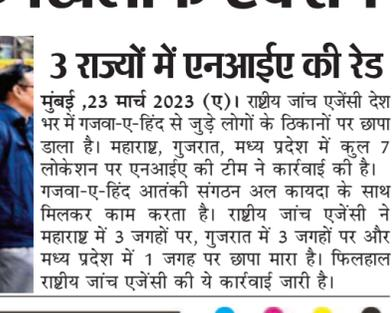 3 राज्यों में एनआईए की रेड
मुंबई ,23 मार्च 2023 (ए)। राष्ट्रीय जांच एजेंसी देश
भर में गजवा-ए-हिंद से जुड़े लोगों के ठिकानों पर छापा
डाला है। महाराष्ट्र, गुजरात, मध्य प्रदेश में कुल 7
लोकेशन पर एनआईए की टीम ने कार्रवाई की है।
गजवा-ए-हिंद आतंकी संगठन अल कायदा के साथ
मिलकर काम करता है। राष्ट्रीय जांच एजेंसी ने
महाराष्ट्र में 3 जगहों पर, गुजरात में 3 जगहों पर और
मध्य प्रदेश में 1 जगह पर छापा मारा है। फिलहाल
राष्ट्रीय जांच एजेंसी की ये कार्रवाई जारी है।